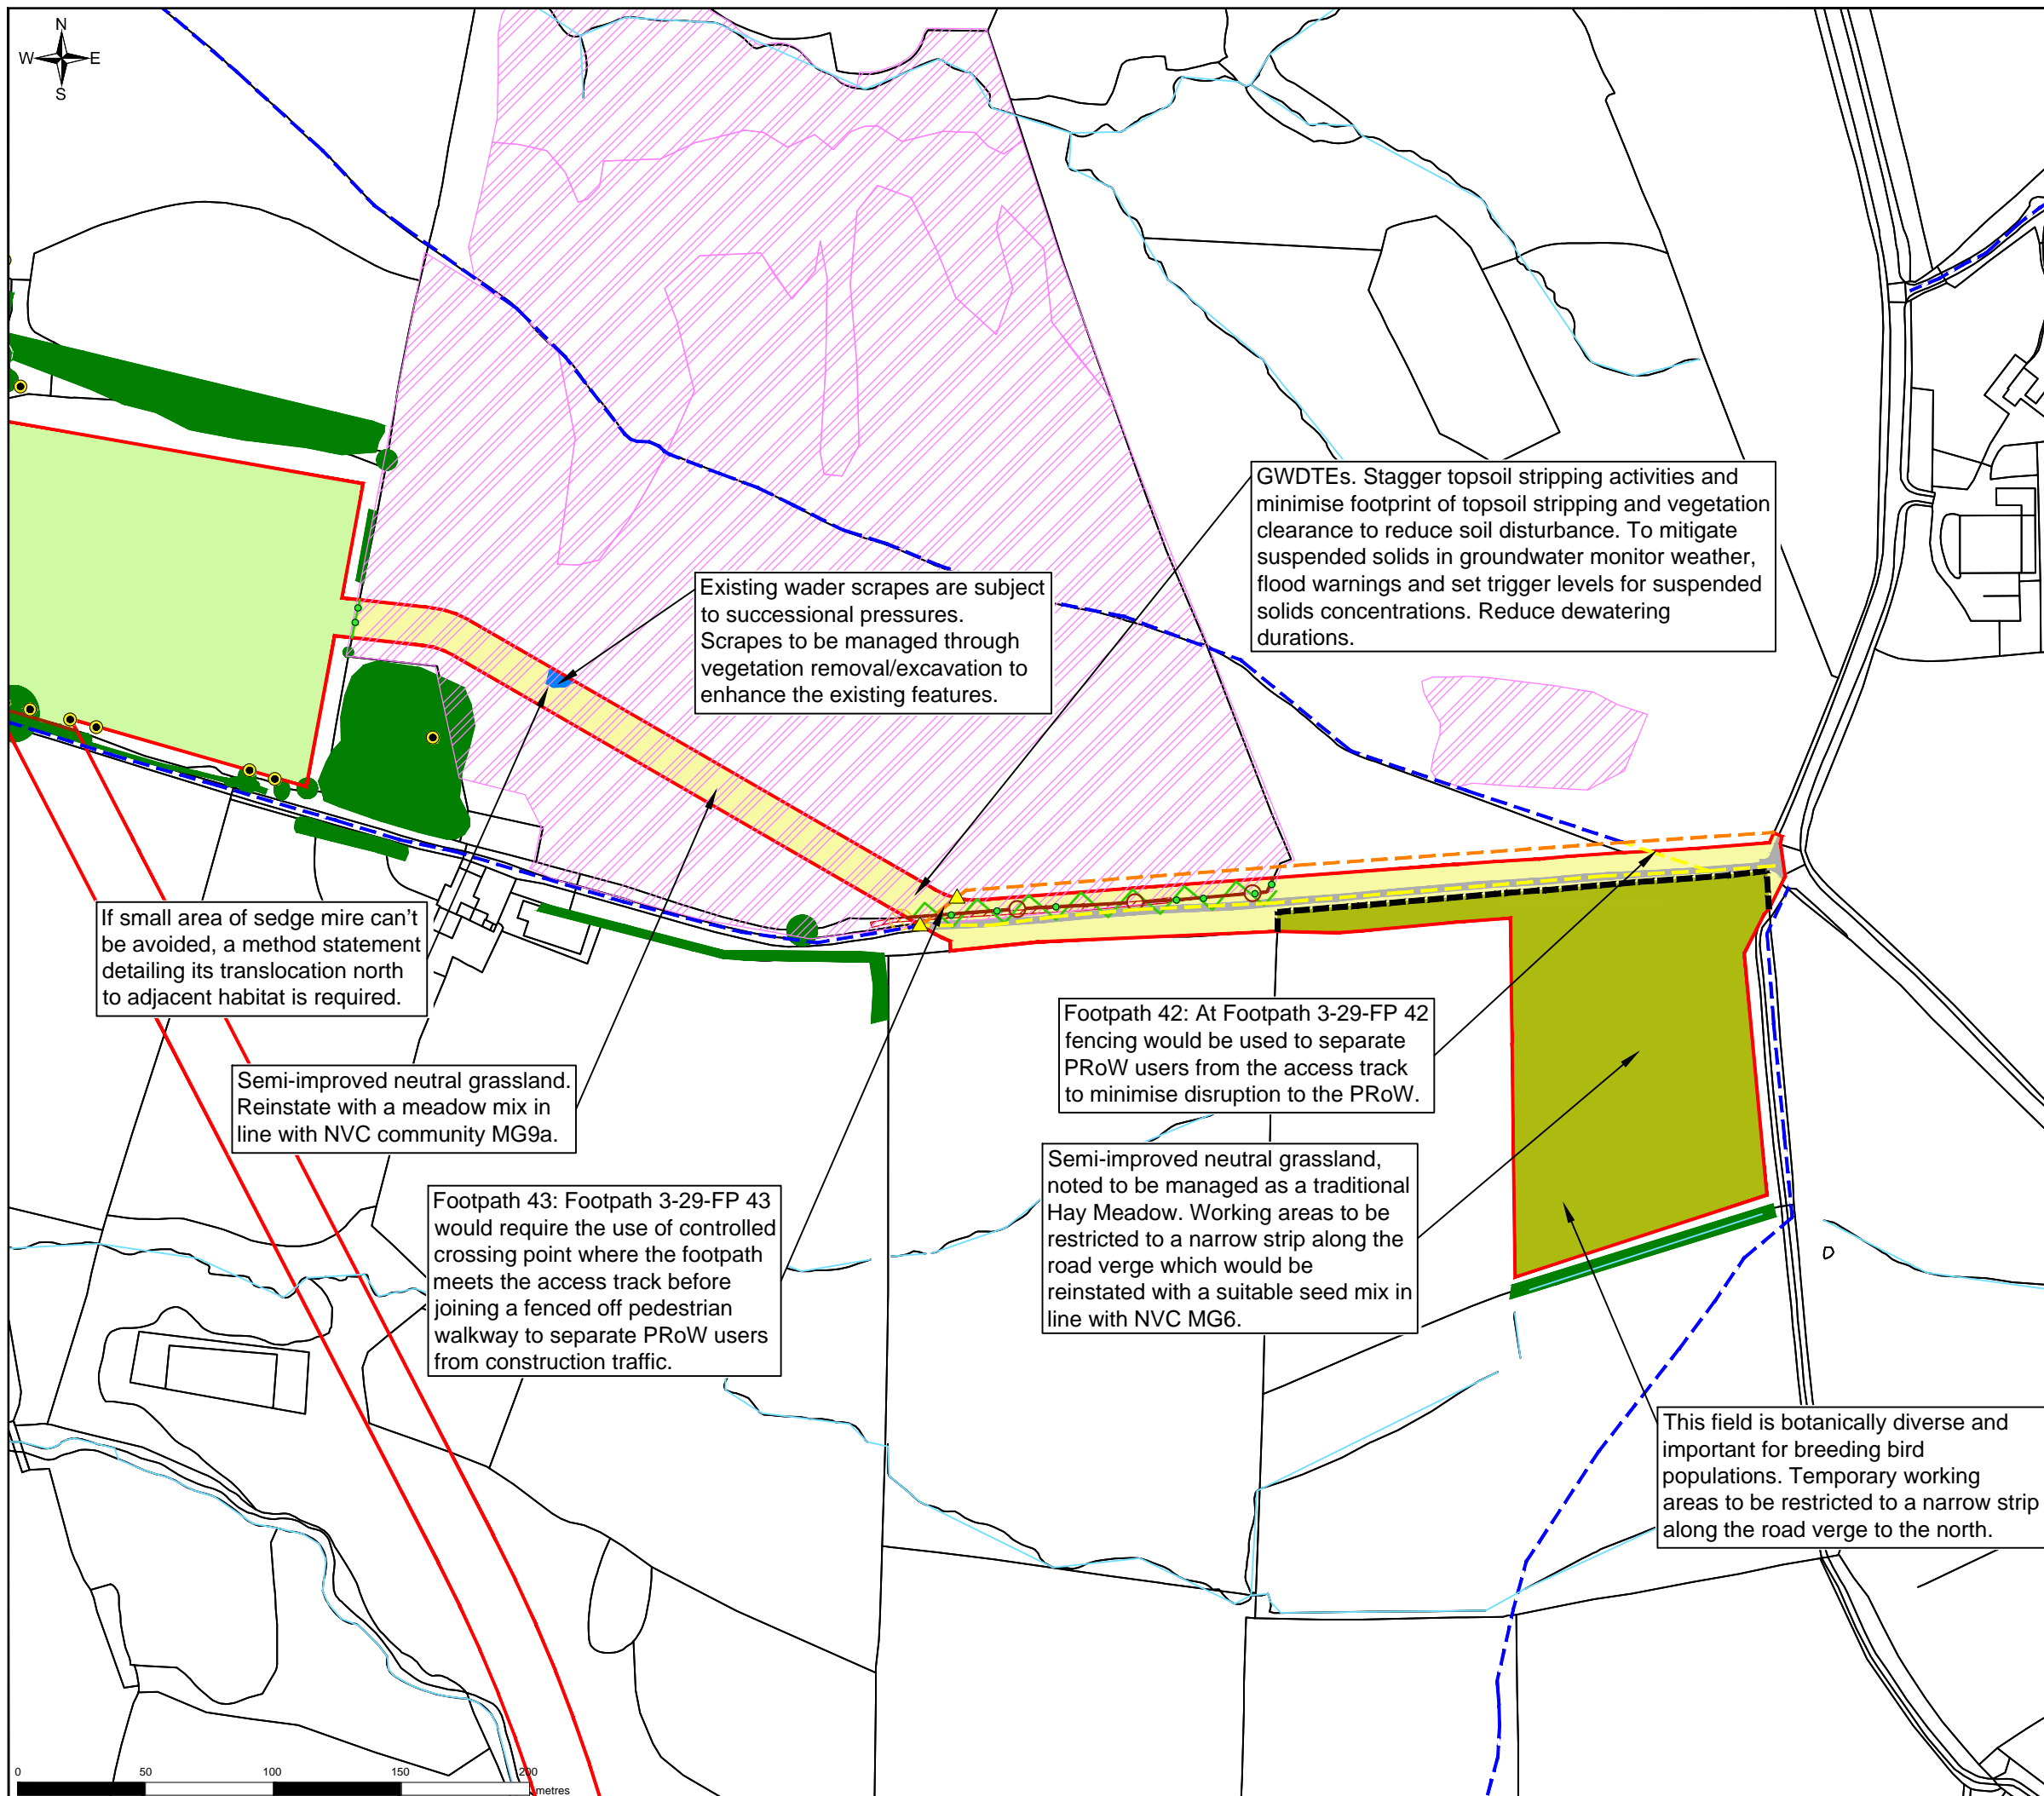 N
W E
S
GWDTEs. Stagger topsoil stripping activities and
minimise footprint of topsoil stripping and vegetation
clearance to reduce soil disturbance. To mitigate
suspended solids in groundwater monitor weather,
flood warnings and set trigger levels for suspended
solids concentrations. Reduce dewatering
durations.
Existing wader scrapes are subject
to successional pressures.
Scrapes to be managed through
vegetation removal/excavation to
enhance the existing features.
If small area of sedge mire can't
be avoided, a method statement
detailing its translocation north
to adjacent habitat is required.
Footpath 42: At Footpath 3-29-FP 42
fencing would be used to separate
PRoW users from the access track
to minimise disruption to the PRoW.
Semi-improved neutral grassland.
Reinstate with a meadow mix in
line with NVC community MG9a.
Semi-improved neutral grassland,
noted to be managed as a traditional
Hay Meadow. Working areas to be
restricted to a narrow strip along the
road verge which would be
reinstated with a suitable seed mix in
line with NVC MG6.
Footpath 43: Footpath 3-29-FP 43
would require the use of controlled
crossing point where the footpath
meets the access track before
joining a fenced off pedestrian
walkway to separate PRoW users
from construction traffic.
This field is botanically diverse and
important for breeding bird
populations. Temporary working
areas to be restricted to a narrow strip
along the road verge to the north.
0 50 100 150 200
metres